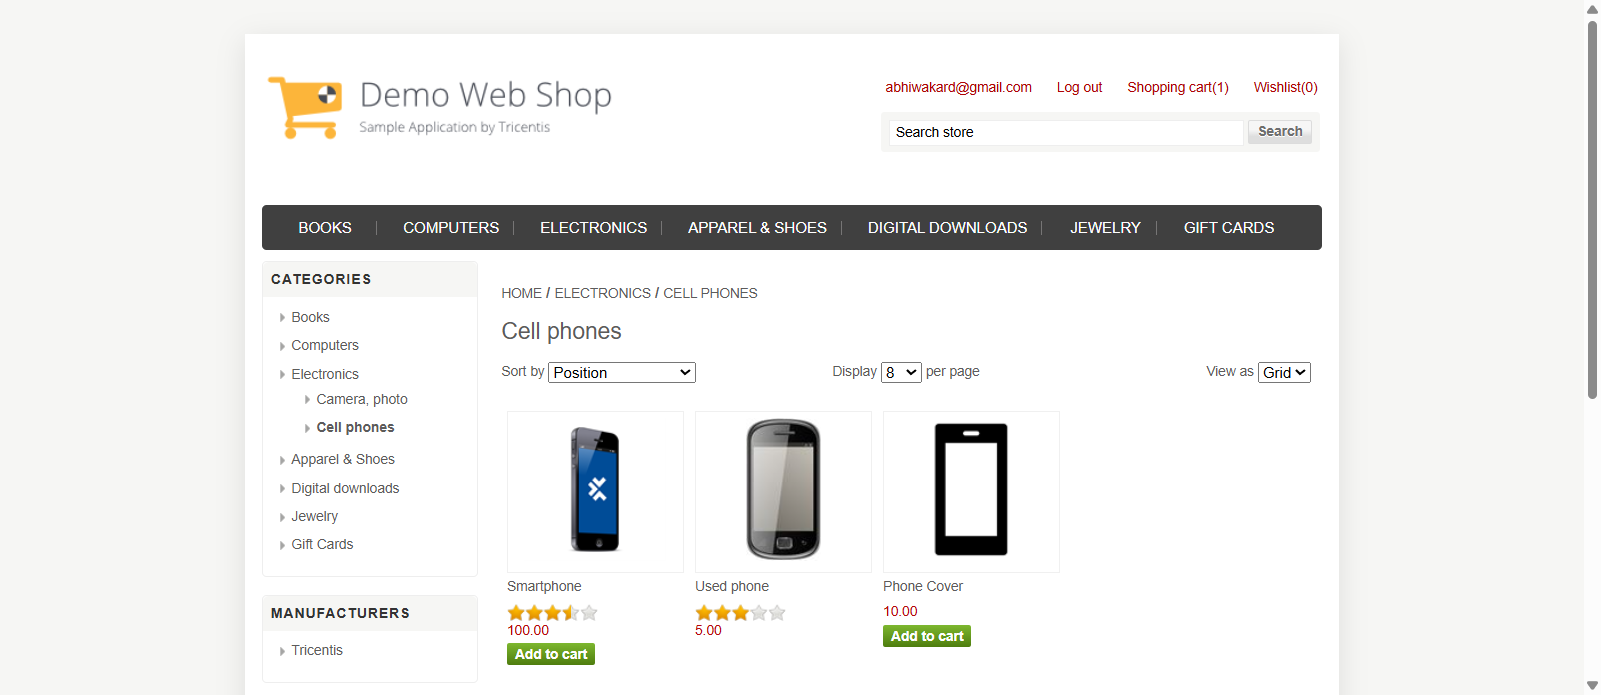 Demo Web Shop
Sample Application by Tricentis
abhiwakard@gmail.com Log out Shopping cart(1) Wishlist(0)
Search store Search
BOOKS COMPUTERS ELECTRONICS APPAREL & SHOES DIGITAL DOWNLOADS JEWELRY GIFT CARDS
CATEGORIES
Books
Computers
Electronics
Camera, photo
Cell phones
Apparel & Shoes
Digital downloads
Jewelry
Gift Cards
MANUFACTURERS
Tricentis
HOME / ELECTRONICS / CELL PHONES
Cell phones
Sort by Position Display 8 per page View as Grid
Smartphone
100.00
Add to cart
Used phone
5.00
Phone Cover
10.00
Add to cart